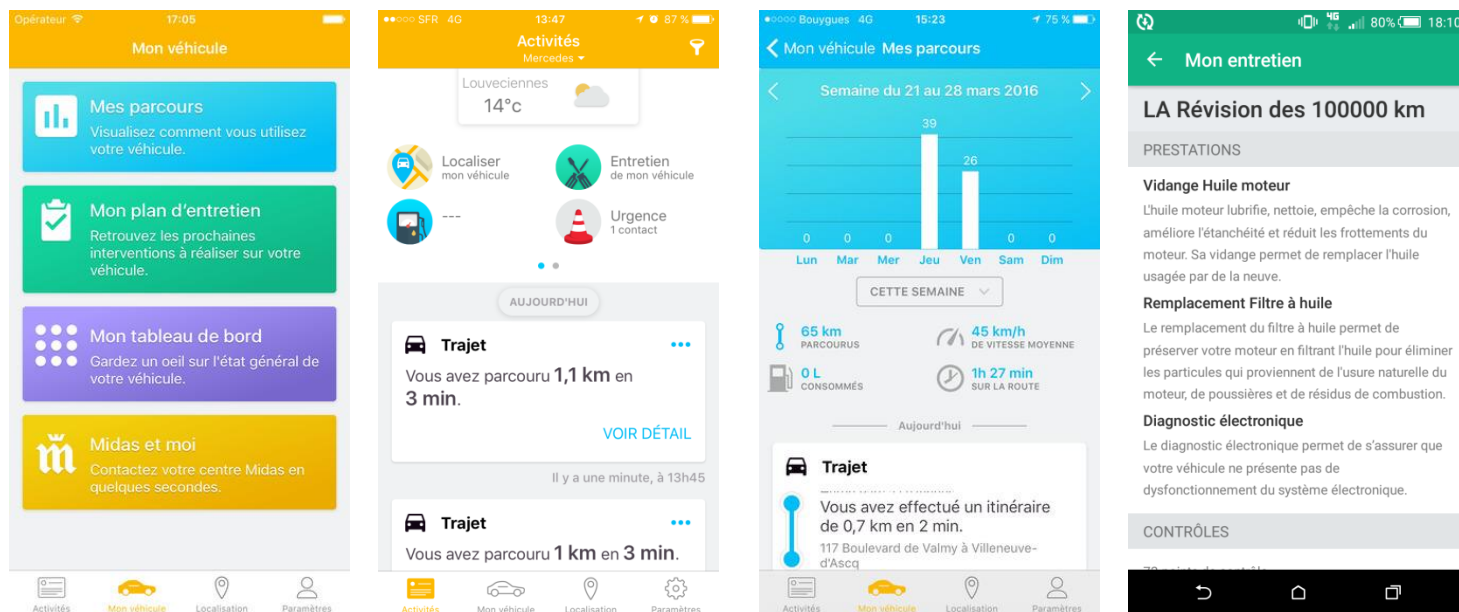 Opérateur 17:05
Mon véhicule
Mes parcours
Visualisez comment vous utilisez
votre véhicule.
Mon plan d'entretien
Retrouvez les prochaines
interventions à réaliser sur votre
véhicule.
Mon tableau de bord
Gardez un oeil sur l'état général de
votre véhicule.
m
Midas et moi
Contactez votre centre Midas en
quelques secondes.
Activités Mon véhicule Localisation Paramètres
SFR 4G 13:47 87 %
Activités
Mercedes
Louveciennes
14°c
Localiser
mon véhicule
Entretien
de mon véhicule
---
Urgence
1 contact
AUJOURD'HUI
Trajet
Vous avez parcouru 1,1 km en
3 min.
VOIR DÉTAIL
Il y a une minute, à 13h45
Trajet
Vous avez parcouru 1 km en 3 min.
Activités Mon véhicule Localisation Paramètres
Bouygues 4G 15:23 75 %
Mon véhicule Mes parcours
Semaine du 21 au 28 mars 2016
39
26
0 0 0 0 0
Lun Mar Mer Jeu Ven Sam Dim
CETTE SEMAINE
65 km
PARCOURUS
45 km/h
DE VITESSE MOYENNE
0 L
CONSOMMÉS
1h 27 min
SUR LA ROUTE
Aujourd'hui
Trajet
Vous avez effectué un itinéraire
de 0,7 km en 2 min.
117 Boulevard de Valmy à Villeneuve-
d'Ascq
Activités Mon véhicule Localisation Paramètres
4G 80% 18:10
Mon entretien
LA Révision des 100000 km
PRESTATIONS
Vidange Huile moteur
L'huile moteur lubrifie, nettoie, empêche la corrosion,
améliore l'étanchéité et réduit les frottements du
moteur. Sa vidange permet de remplacer l'huile
usagée par de la neuve.
Remplacement Filtre à huile
Le remplacement du filtre à huile permet de
préserver votre moteur en filtrant l'huile pour éliminer
les particules qui proviennent de l'usure naturelle du
moteur, de poussières et de résidus de combustion.
Diagnostic électronique
Le diagnostic électronique permet de s'assurer que
votre véhicule ne présente pas de
dysfonctionnement du système électronique.
CONTRÔLES